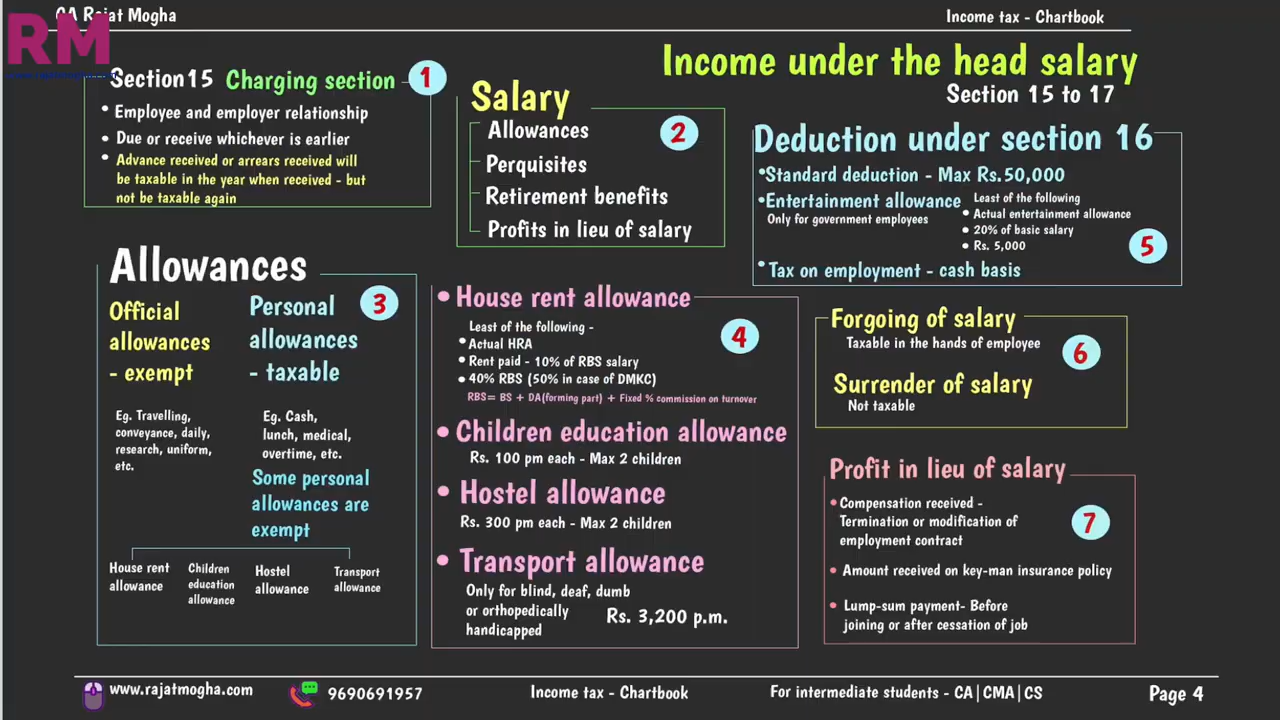 CA Rajat Mogha
Income tax - Chartbook
RM
Income under the head salary
Section 15 to 17
Section15 Charging section
1
• Employee and employer relationship
• Due or receive whichever is earlier
• Advance received or arrears received will
be taxable in the year when received - but
not be taxable again
Salary
2
Allowances
Perquisites
Retirement benefits
Profits in lieu of salary
Deduction under section 16
•Standard deduction - Max Rs.50,000
•Entertainment allowance
Only for government employees
Least of the following
• Actual entertainment allowance
• 20% of basic salary
• Rs. 5,000
5
• Tax on employment - cash basis
Allowances
3
Official
allowances
- exempt
Eg. Travelling,
conveyance, daily,
research, uniform,
etc.
Personal
allowances
- taxable
Eg. Cash,
lunch, medical,
overtime, etc.
Some personal
allowances are
exempt
House rent
allowance
Children
education
allowance
Hostel
allowance
Transport
allowance
• House rent allowance
4
Least of the following -
• Actual HRA
• Rent paid - 10% of RBS salary
• 40% RBS (50% in case of DMKC)
RBS= BS + DA(forming part) + Fixed % commission on turnover
• Children education allowance
Rs. 100 pm each - Max 2 children
• Hostel allowance
Rs. 300 pm each - Max 2 children
• Transport allowance
Only for blind, deaf, dumb
or orthopedically
handicapped
Rs. 3,200 p.m.
Forgoing of salary
Taxable in the hands of employee
6
Surrender of salary
Not taxable
Profit in lieu of salary
7
• Compensation received -
Termination or modification of
employment contract
• Amount received on key-man insurance policy
• Lump-sum payment- Before
joining or after cessation of job
www.rajatmogha.com
9690691957
Income tax - Chartbook
For intermediate students - CA|CMA|CS
Page 4